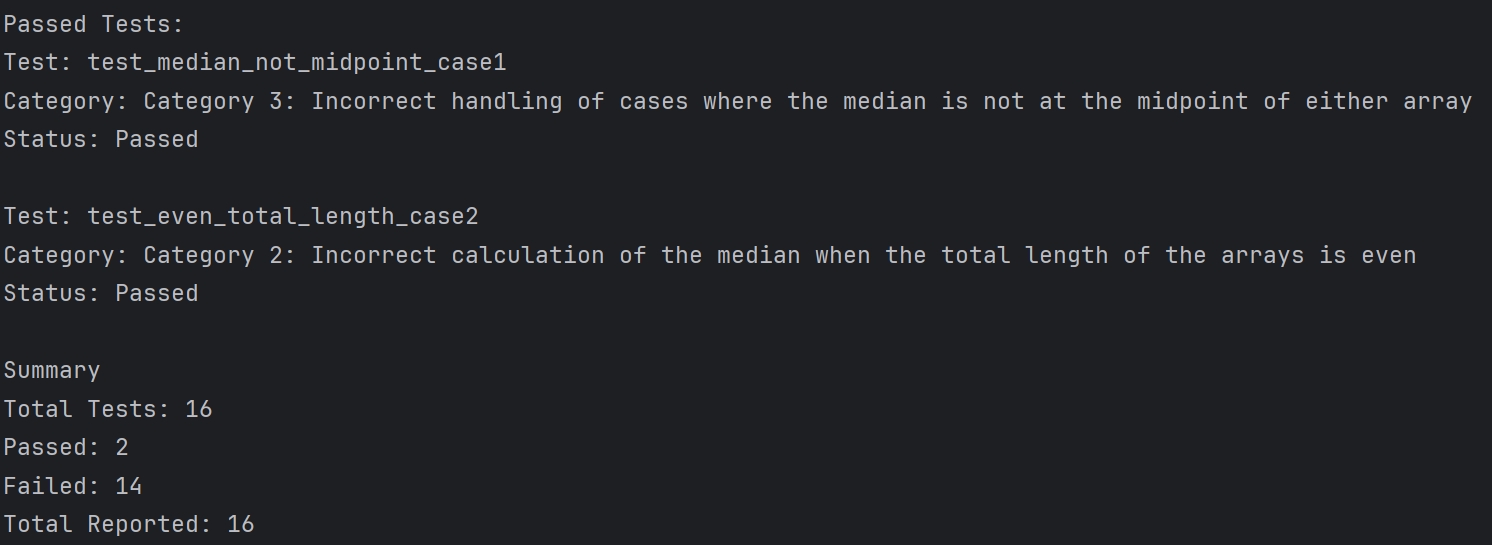 Passed Tests:
Test: test_median_not_midpoint_case1
Category: Category 3: Incorrect handling of cases where the median is not at the midpoint of either array
Status: Passed
Test: test_even_total_length_case2
Category: Category 2: Incorrect calculation of the median when the total length of the arrays is even
Status: Passed
Summary
Total Tests: 16
Passed: 2
Failed: 14
Total Reported: 16